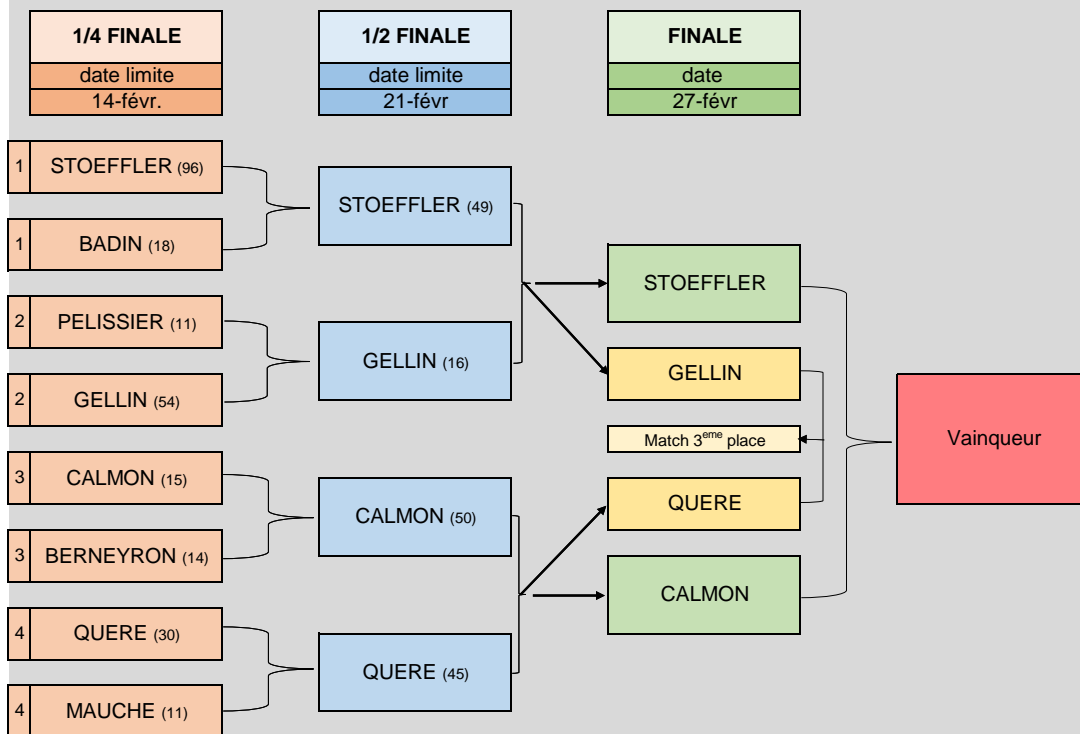 1/4 FINALE
date limite
14-févr.
1/2 FINALE
date limite
21-févr
FINALE
date
27-févr
1 STOEFFLER (96)
1 BADIN (18)
2 PELISSIER (11)
2 GELLIN (54)
3 CALMON (15)
3 BERNEYRON (14)
4 QUERE (30)
4 MAUCHE (11)
STOEFFLER (49)
GELLIN (16)
CALMON (50)
QUERE (45)
STOEFFLER
GELLIN
Match 3eme place
QUERE
CALMON
Vainqueur